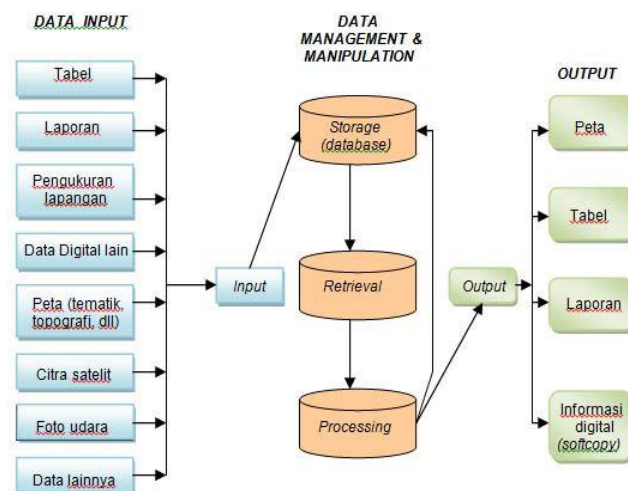 DATA INPUT
Tabel
Laporan
Pengukuran
lapangan
Data Digital lain
Peta (tematik,
topografi, dll)
Citra satelit
Foto udara
Data lainnya
Input
DATA
MANAGEMENT &
MANIPULATION
Storage
(database)
Retrieval
Processing
Output
OUTPUT
Peta
Tabel
Laporan
Informasi
digital
(softcopy)